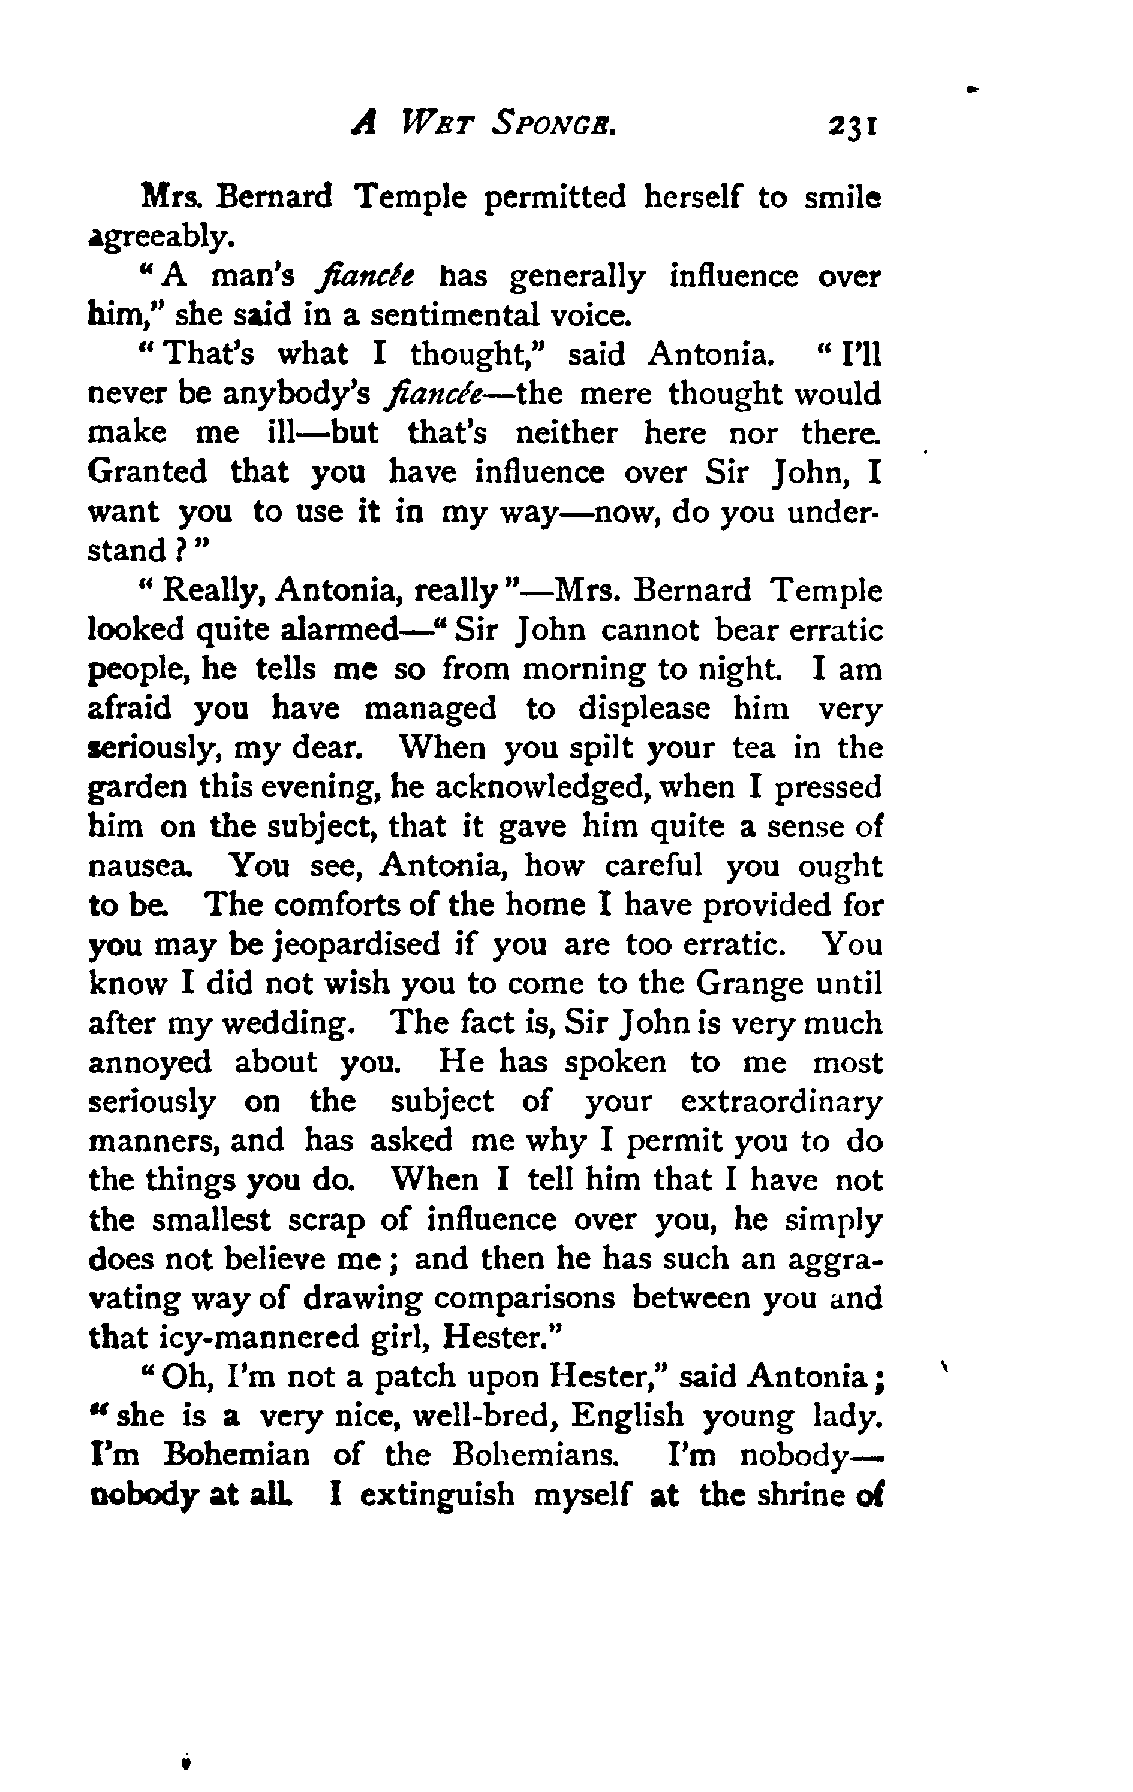 A WET SPONGE. 231
Mrs. Bernard Temple permitted herself to smile
agreeably.
"A man's fiancée has generally influence over
him," she said in a sentimental voice.
"That's what I thought," said Antonia. "I'll
never be anybody's fiancée—the mere thought would
make me ill—but that's neither here nor there.
Granted that you have influence over Sir John, I
want you to use it in my way—now, do you under-
stand?"
"Really, Antonia, really"—Mrs. Bernard Temple
looked quite alarmed—"Sir John cannot bear erratic
people, he tells me so from morning to night. I am
afraid you have managed to displease him very
seriously, my dear. When you spilt your tea in the
garden this evening, he acknowledged, when I pressed
him on the subject, that it gave him quite a sense of
nausea. You see, Antonia, how careful you ought
to be. The comforts of the home I have provided for
you may be jeopardised if you are too erratic. You
know I did not wish you to come to the Grange until
after my wedding. The fact is, Sir John is very much
annoyed about you. He has spoken to me most
seriously on the subject of your extraordinary
manners, and has asked me why I permit you to do
the things you do. When I tell him that I have not
the smallest scrap of influence over you, he simply
does not believe me; and then he has such an aggra-
vating way of drawing comparisons between you and
that icy-mannered girl, Hester."
"Oh, I'm not a patch upon Hester," said Antonia;
"she is a very nice, well-bred, English young lady.
I'm Bohemian of the Bohemians. I'm nobody—
nobody at all. I extinguish myself at the shrine of